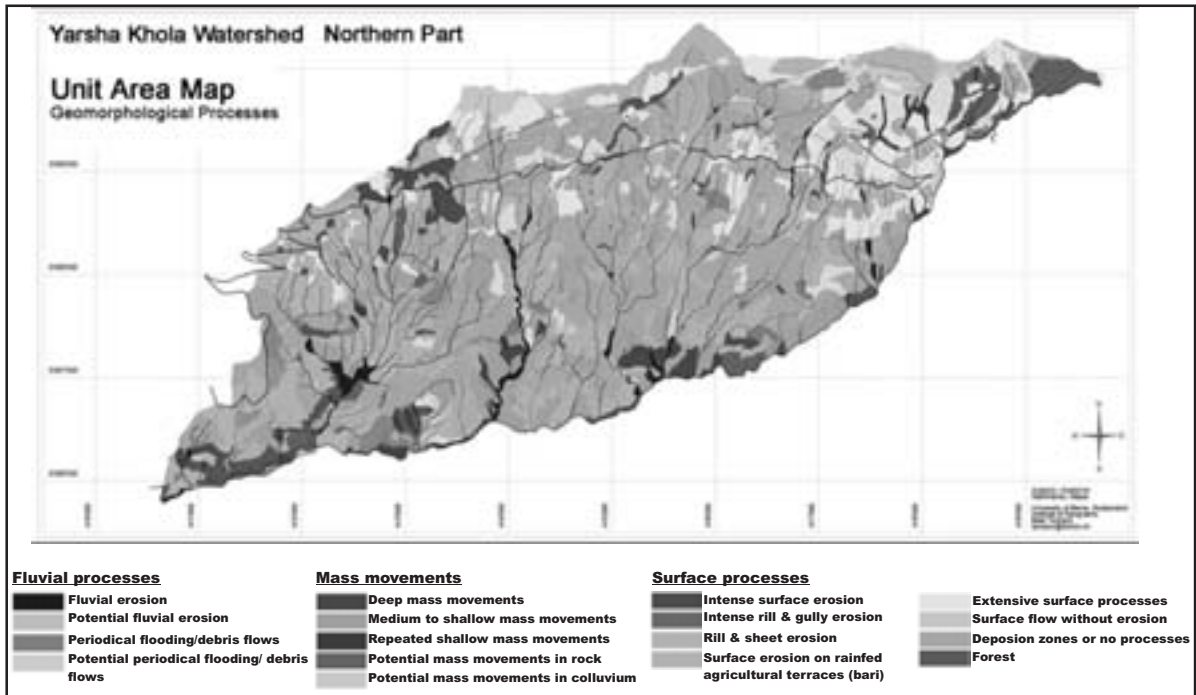 Yarsha Khola Watershed Northern Part
Unit Area Map
Geomorphological Processes
Fluvial processes
Fluvial erosion
Potential fluvial erosion
Periodical flooding/debris flows
Potential periodical flooding/ debris
flows
Mass movements
Deep mass movements
Medium to shallow mass movements
Repeated shallow mass movements
Potential mass movements in rock
Potential mass movements in colluvium
Surface processes
Intense surface erosion
Intense rill & gully erosion
Rill & sheet erosion
Surface erosion on rainfed
agricultural terraces (bari)
Extensive surface processes
Surface flow without erosion
Deposion zones or no processes
Forest